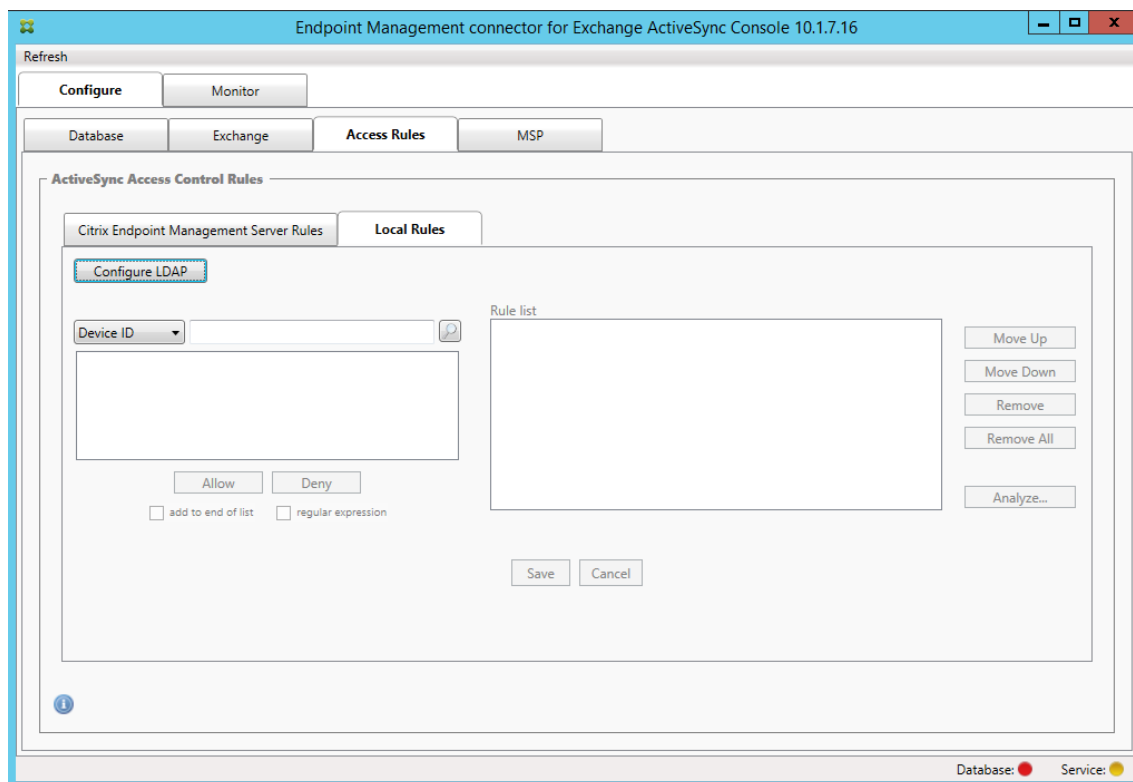 Endpoint Management connector for Exchange ActiveSync Console 10.1.7.16
Refresh
Configure Monitor
Database Exchange Access Rules MSP
ActiveSync Access Control Rules
Citrix Endpoint Management Server Rules Local Rules
Configure LDAP
Rule list
Device ID
Move Up
Move Down
Remove
Remove All
Allow Deny
Analyze...
add to end of list regular expression
Save Cancel
Database: Service: